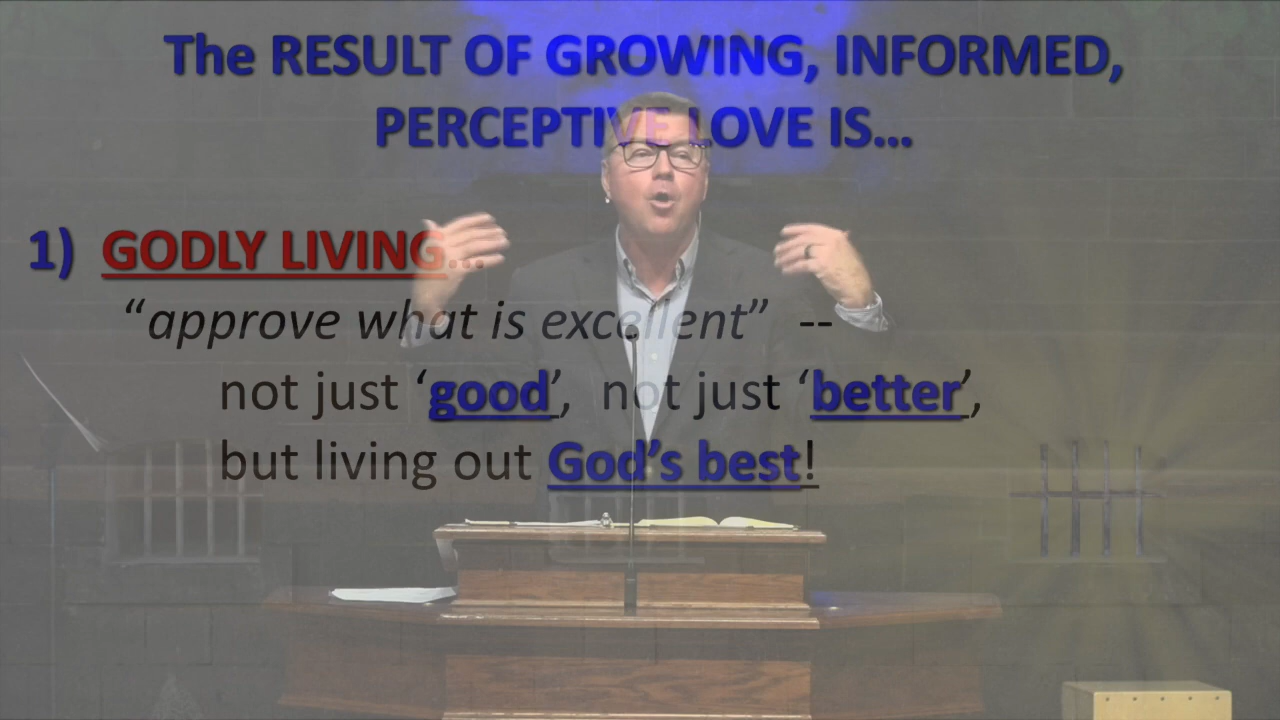 The RESULT OF GROWING, INFORMED,
PERCEPTIVE LOVE IS...
1) GODLY LIVING...
“approve what is excellent” --
not just ‘good’, not just ‘better’,
but living out God’s best!